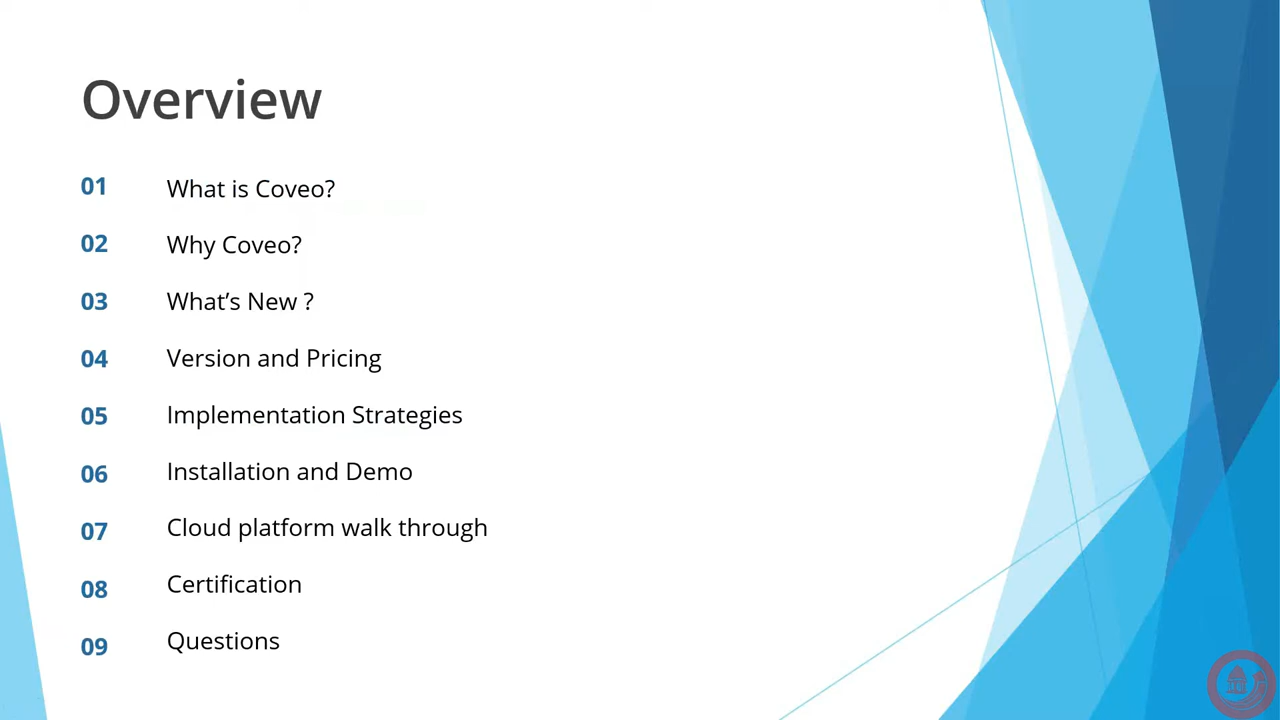 Overview
01 What is Coveo?
02 Why Coveo?
03 What’s New ?
04 Version and Pricing
05 Implementation Strategies
06 Installation and Demo
07 Cloud platform walk through
08 Certification
09 Questions